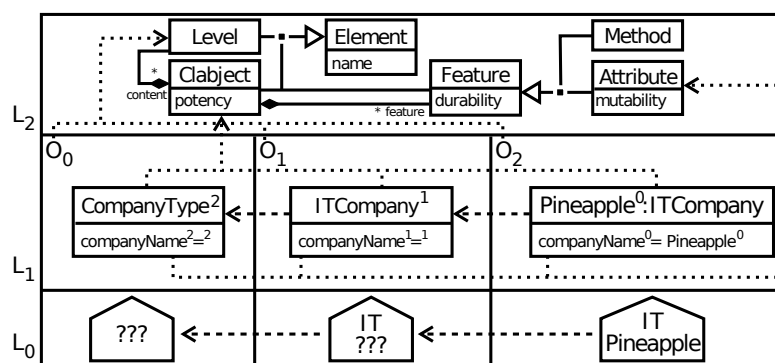 Level
Element
name
Method
Clabject
potency
Feature
durability
Attribute
mutability
*
content
* feature
L2
O0
O1
O2
CompanyType²
companyName²=²
ITCompany¹
companyName¹=¹
Pineapple⁰:ITCompany
companyName⁰= Pineapple⁰
L1
???
IT
???
IT
Pineapple
L0